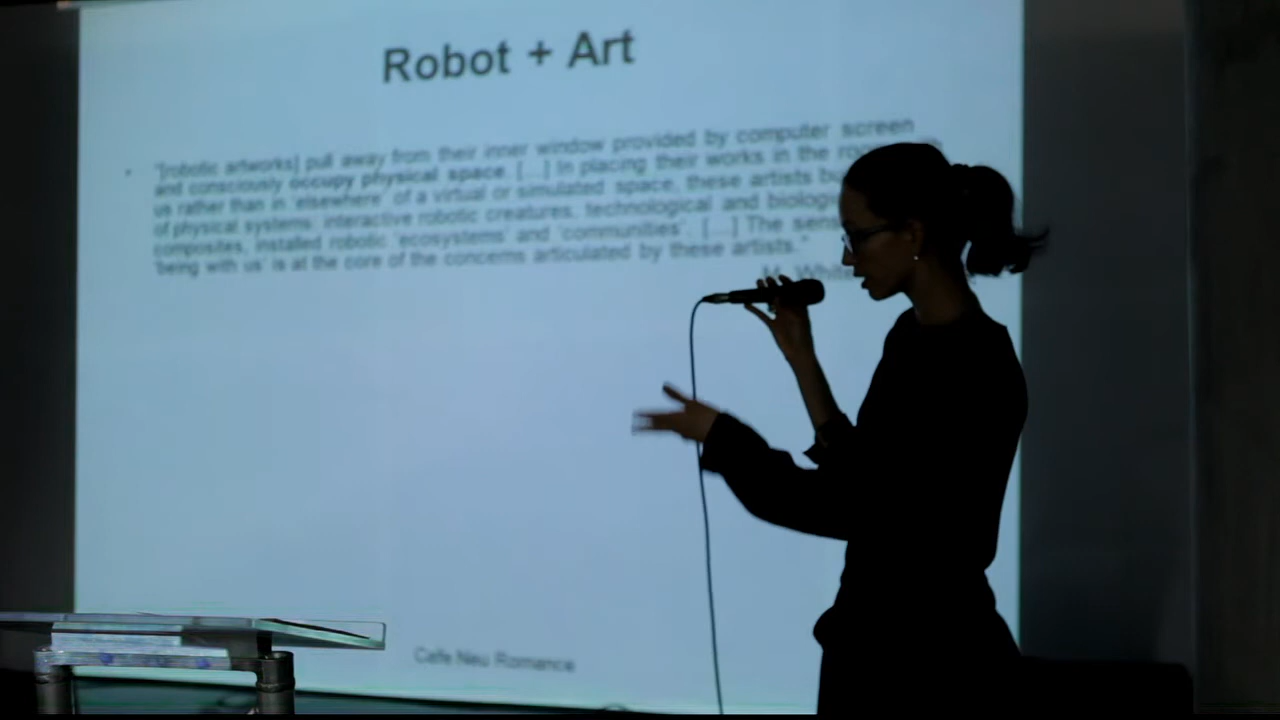 Robot + Art
• "[robotic artworks] pull away from their inner window provided by computer screen
and consciously occupy physical space. [...] In placing their works in the room
us rather than in 'elsewhere' of a virtual or simulated space, these artists
of physical systems: interactive robotic creatures, technological and
composites, installed robotic 'ecosystems' and 'communities'. [...] The
'being with us' is at the core of the concerns articulated by these artists."
Cafe Neu Romance